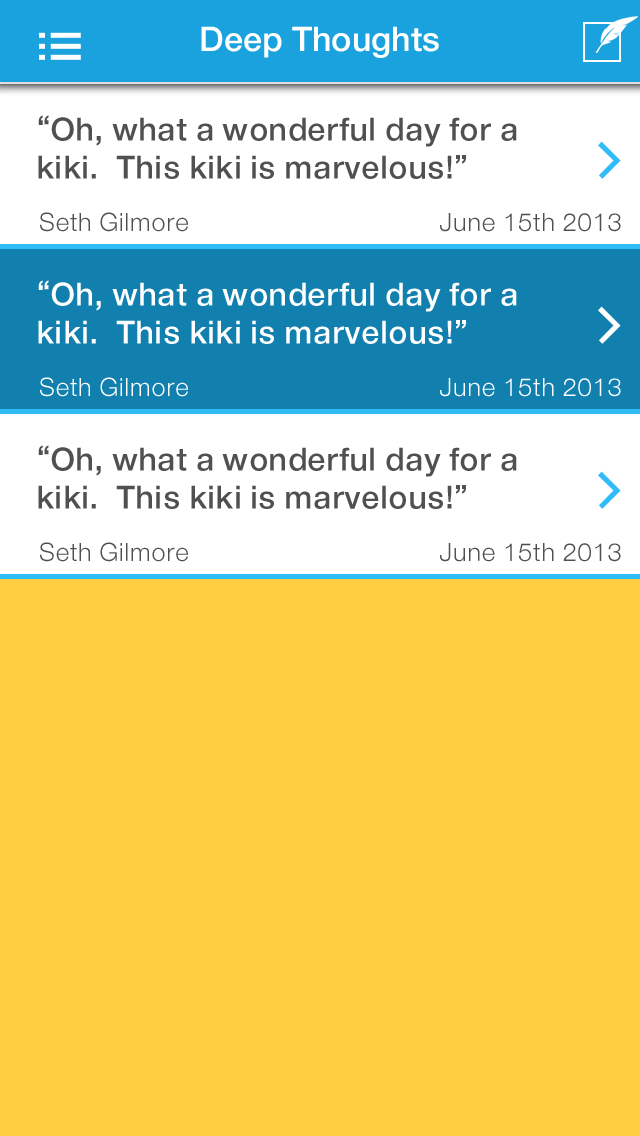 Deep Thoughts
“Oh, what a wonderful day for a
kiki.  This kiki is marvelous!”
Seth Gilmore June 15th 2013
“Oh, what a wonderful day for a
kiki.  This kiki is marvelous!”
Seth Gilmore June 15th 2013
“Oh, what a wonderful day for a
kiki.  This kiki is marvelous!”
Seth Gilmore June 15th 2013